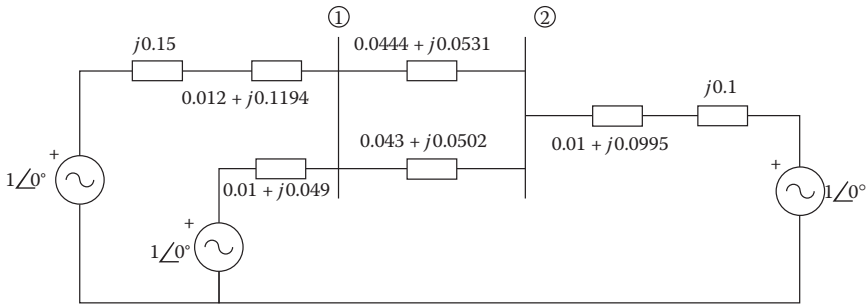 ① ②
j0.15
0.0444 + j0.0531
0.012 + j0.1194
j0.1
0.043 + j0.0502
0.01 + j0.0995
+
1∠0°
0.01 + j0.049
+
1∠0°
+
1∠0°